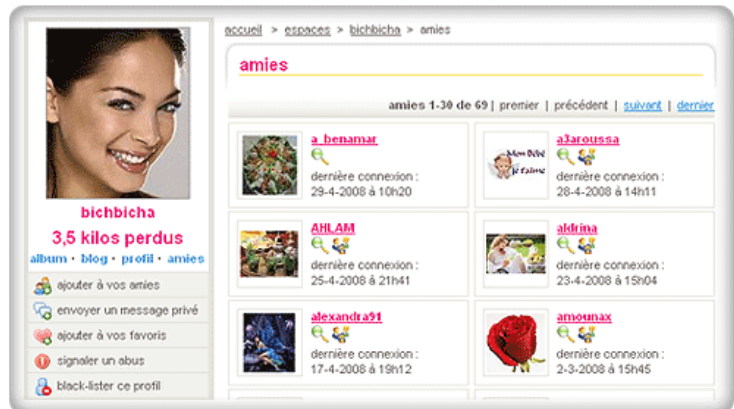 accueil > espaces > bichbicha > amies
amies
amies 1-30 de 69 | premier | précédent | suivant | dernier
bichbicha
3,5 kilos perdus
album • blog • profil • amies
ajouter à vos amies
envoyer un message privé
ajouter à vos favoris
signaler un abus
black-lister ce profil
a_benamar
dernière connexion :
29-4-2008 à 10h20
a3aroussa
Mon Bébé
je t'aime
dernière connexion :
28-4-2008 à 14h11
AHLAM
dernière connexion :
25-4-2008 à 21h41
aldrina
dernière connexion :
23-4-2008 à 15h04
alexandra91
dernière connexion :
17-4-2008 à 19h12
amounax
dernière connexion :
2-3-2008 à 15h45